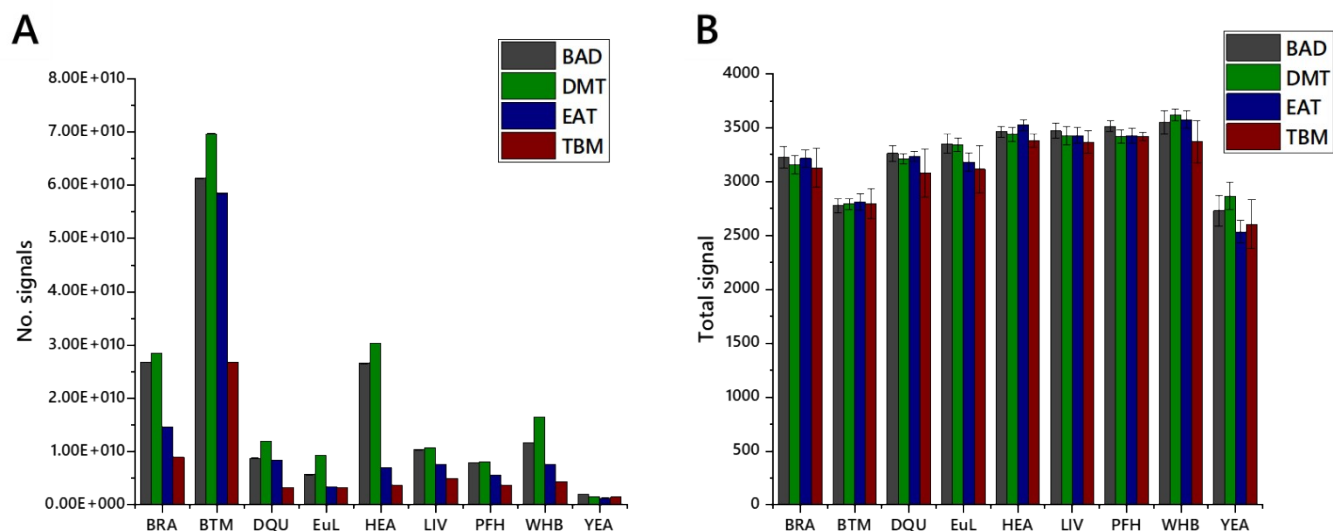 A
BAD
DMT
EAT
TBM
8.00E+010
7.00E+010
6.00E+010
5.00E+010
4.00E+010
3.00E+010
2.00E+010
1.00E+010
0.00E+000
No. signals
BRA BTM DQU EuL HEA LIV PFH WHB YEA
B
BAD
DMT
EAT
TBM
4000
3500
3000
2500
2000
1500
1000
500
0
Total signal
BRA BTM DQU EuL HEA LIV PFH WHB YEA